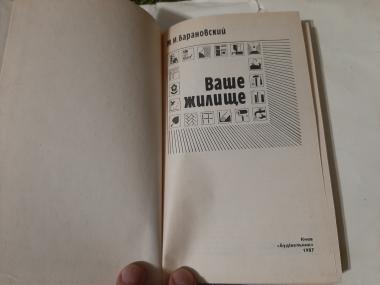 М.И.Барановский
Ваше
жилище
Киев
«Будівельник»
1987